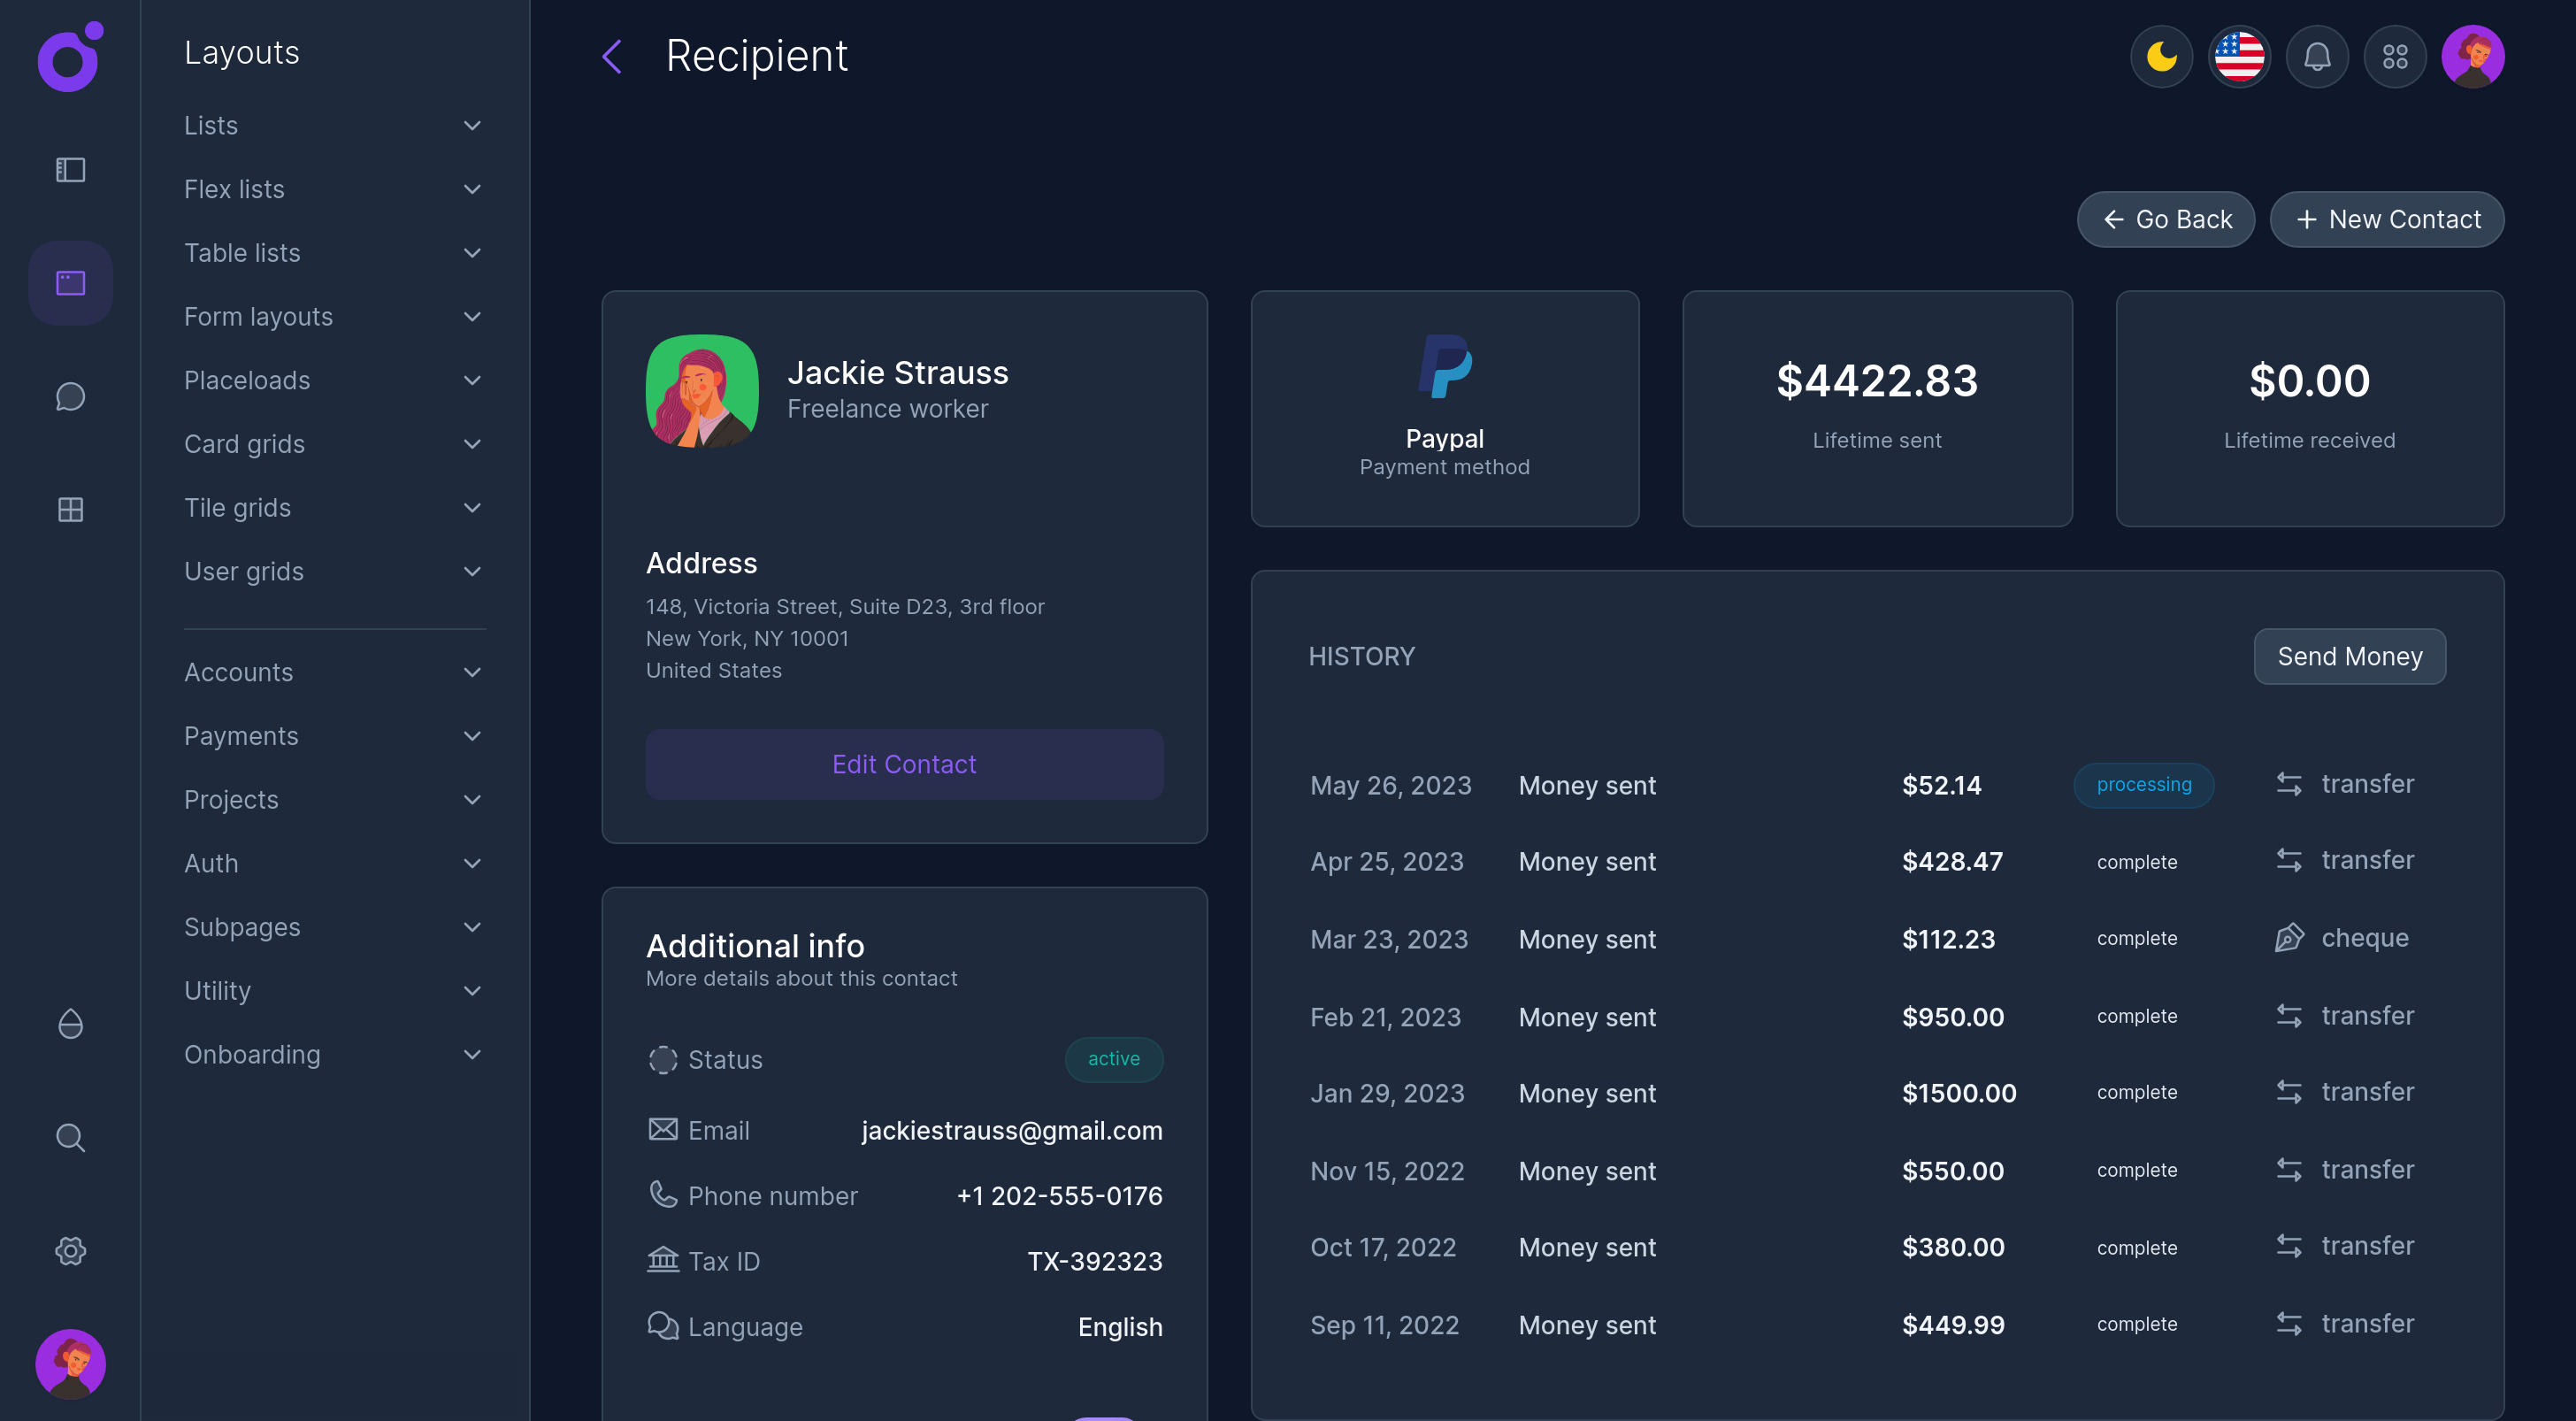 Layouts
Lists
Flex lists
Table lists
Form layouts
Placeloads
Card grids
Tile grids
User grids
Accounts
Payments
Projects
Auth
Subpages
Utility
Onboarding
Recipient
Go Back
New Contact
Jackie Strauss
Freelance worker
Address
148, Victoria Street, Suite D23, 3rd floor
New York, NY 10001
United States
Edit Contact
Additional info
More details about this contact
Status active
Email jackiestrauss@gmail.com
Phone number +1 202-555-0176
Tax ID TX-392323
Language English
Paypal
Payment method
$4422.83
Lifetime sent
$0.00
Lifetime received
HISTORY
Send Money
May 26, 2023 Money sent $52.14 processing transfer
Apr 25, 2023 Money sent $428.47 complete transfer
Mar 23, 2023 Money sent $112.23 complete cheque
Feb 21, 2023 Money sent $950.00 complete transfer
Jan 29, 2023 Money sent $1500.00 complete transfer
Nov 15, 2022 Money sent $550.00 complete transfer
Oct 17, 2022 Money sent $380.00 complete transfer
Sep 11, 2022 Money sent $449.99 complete transfer